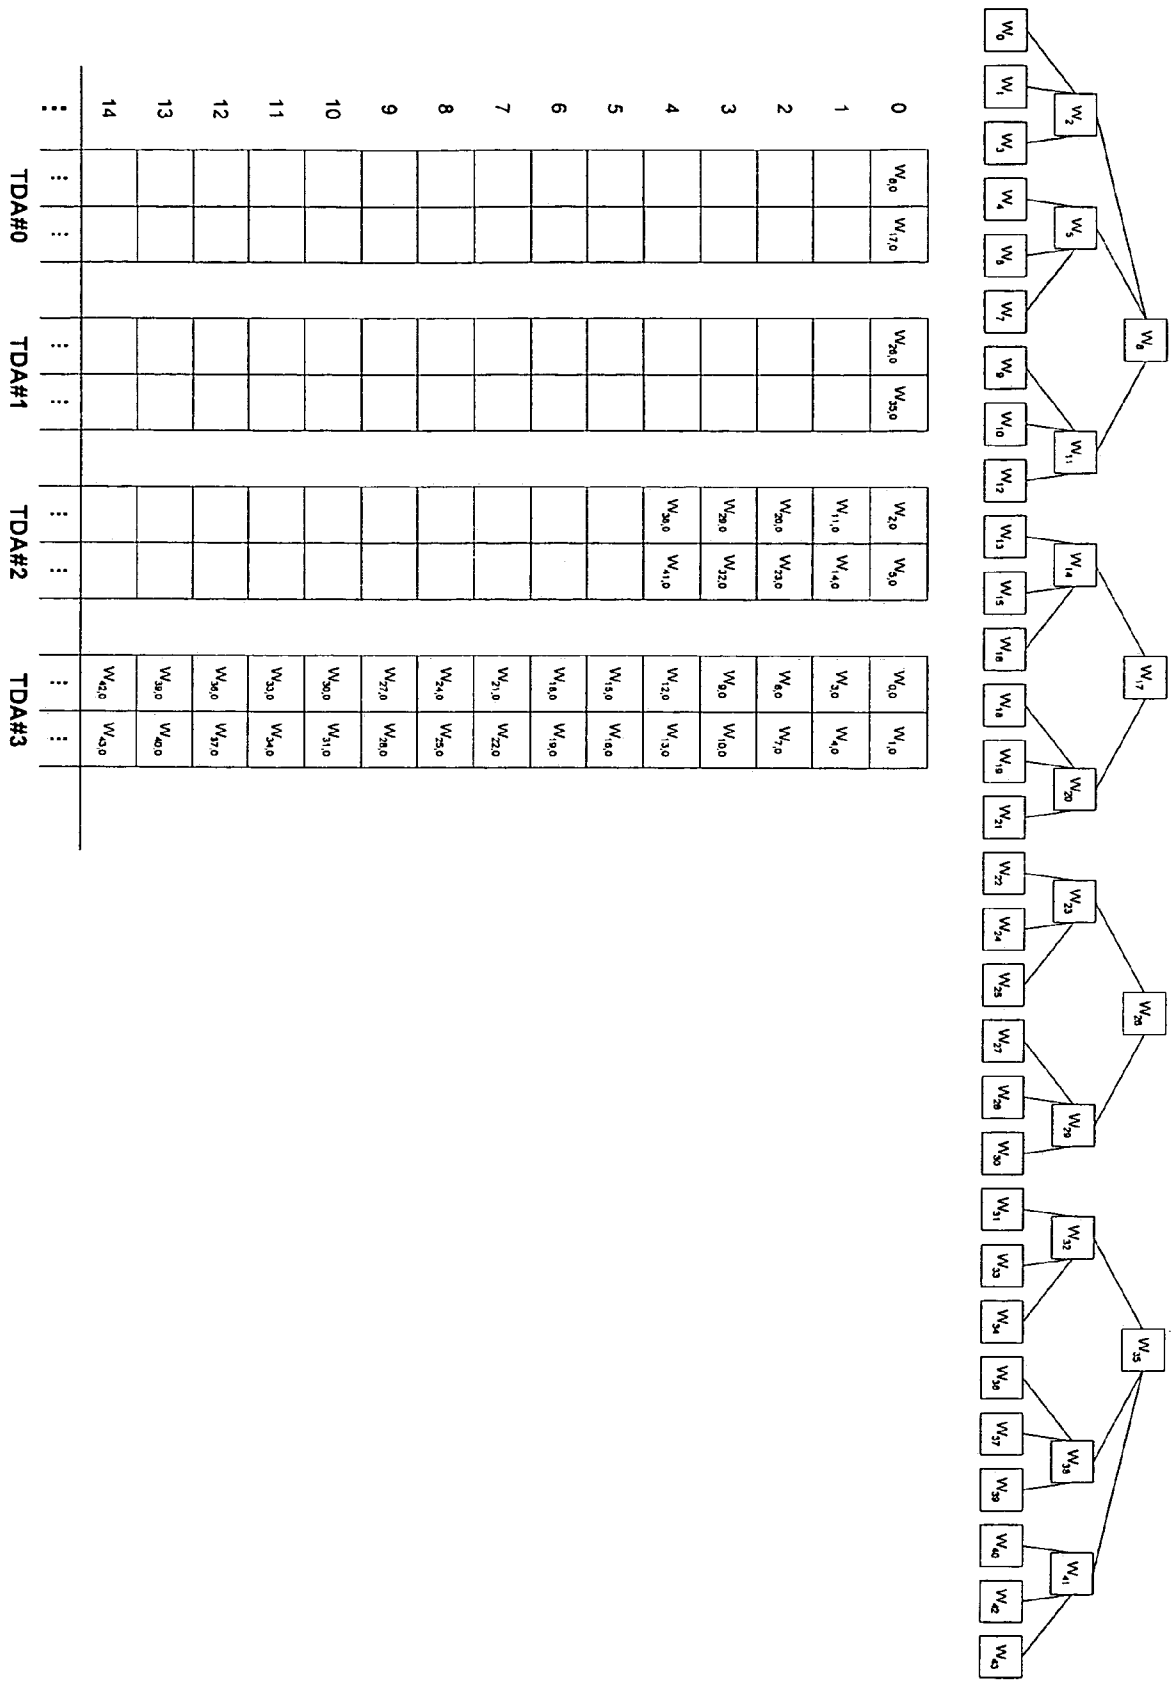 W8 W17 W26 W35
W2 W5 W11 W14 W20 W23 W29 W32 W38 W41
W0 W1 W3 W4 W6 W7 W9 W10 W12 W13 W15 W16 W18 W19 W21 W22 W24 W25 W27 W28 W30 W31 W33 W34 W36 W37 W39 W40 W42 W43
0 W8,0 W17,0 W26,0 W35,0 W2,0 W5,0 W0,0 W1,0
1 W11,0 W14,0 W3,0 W4,0
2 W20,0 W23,0 W6,0 W7,0
3 W29,0 W32,0 W9,0 W10,0
4 W38,0 W41,0 W12,0 W13,0
5 W15,0 W16,0
6 W18,0 W19,0
7 W21,0 W22,0
8 W24,0 W25,0
9 W27,0 W28,0
10 W30,0 W31,0
11 W33,0 W34,0
12 W36,0 W37,0
13 W39,0 W40,0
14 W42,0 W43,0
⋮ ⋮ ⋮ ⋮ ⋮ ⋮ ⋮ ⋮ ⋮
TDA#0 TDA#1 TDA#2 TDA#3